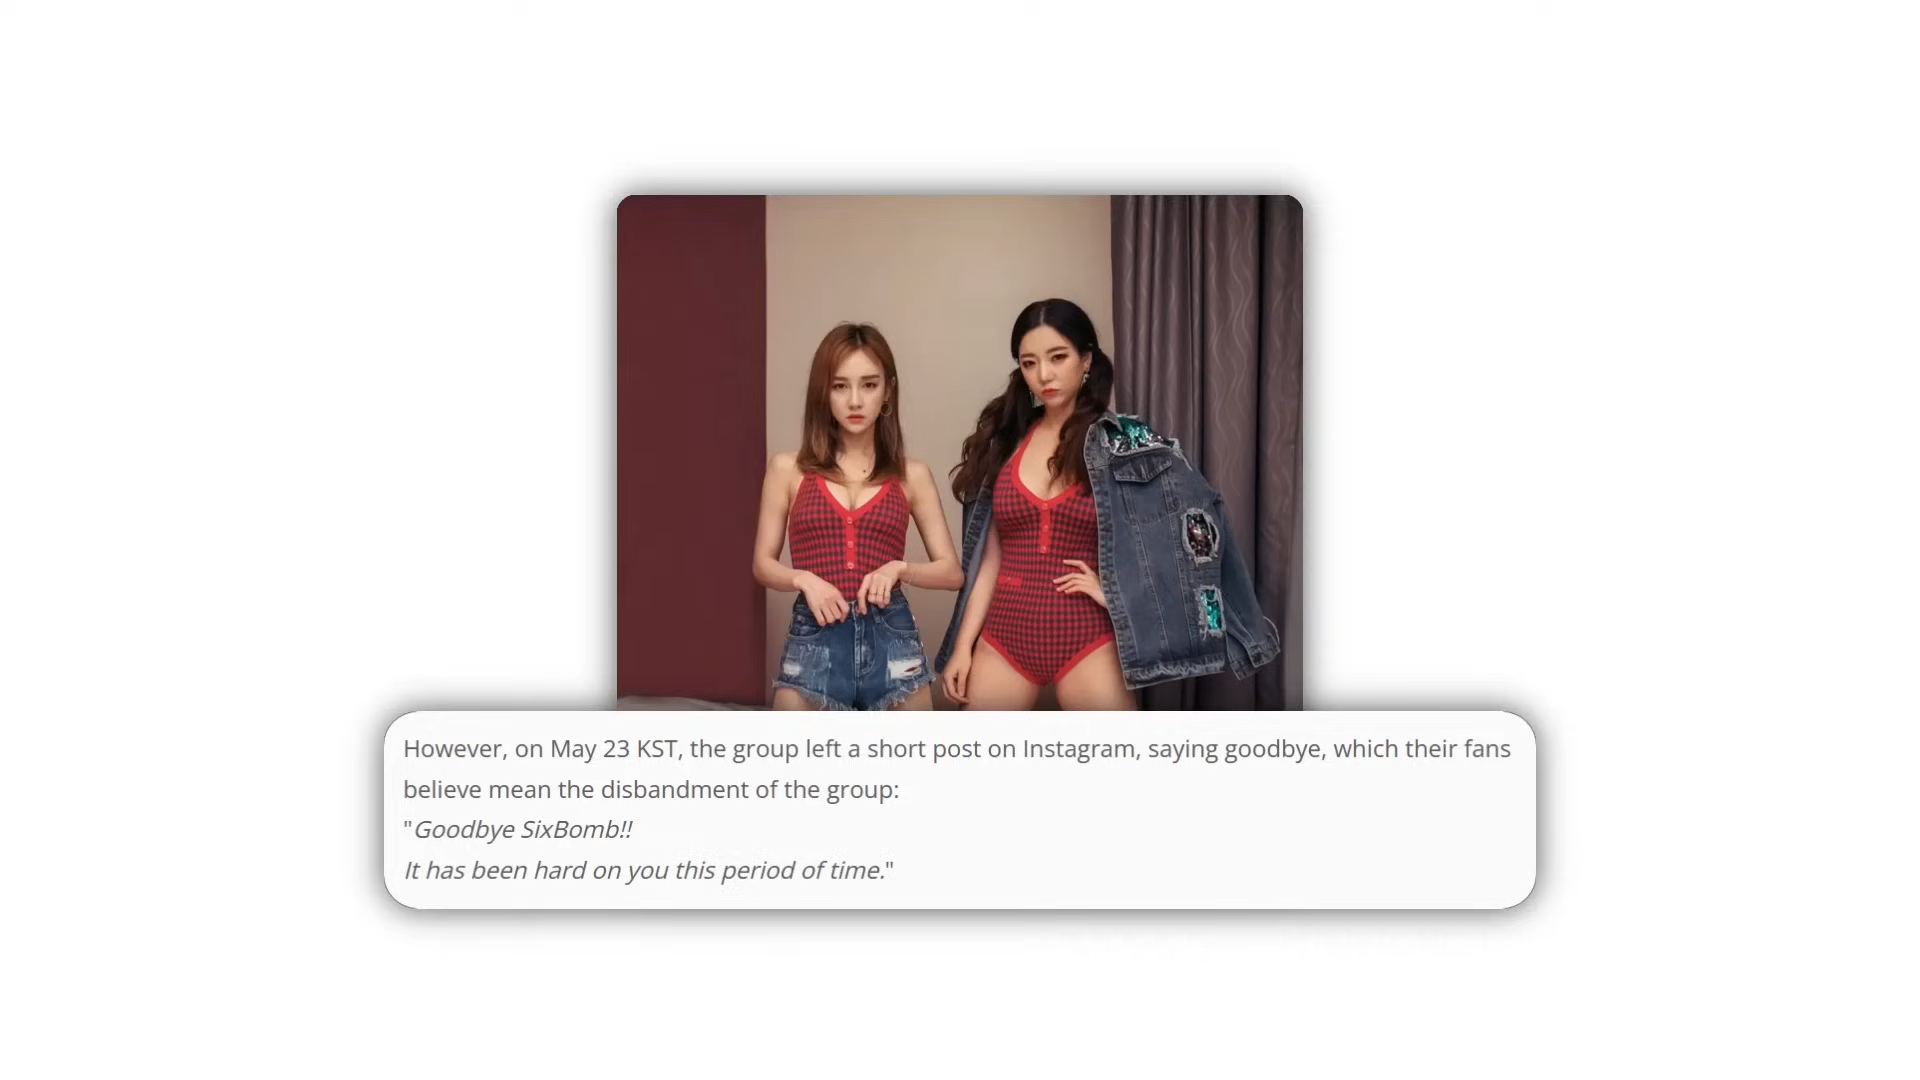 However, on May 23 KST, the group left a short post on Instagram, saying goodbye, which their fans
believe mean the disbandment of the group:
"Goodbye SixBomb!!
It has been hard on you this period of time."